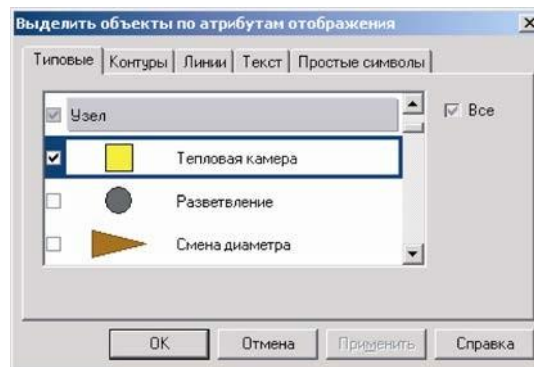 Выделить объекты по атрибутам отображения
Типовые Контуры Линии Текст Простые символы
Узел
Все
Тепловая камера
Разветвление
Смена диаметра
OK Отмена Применить Справка